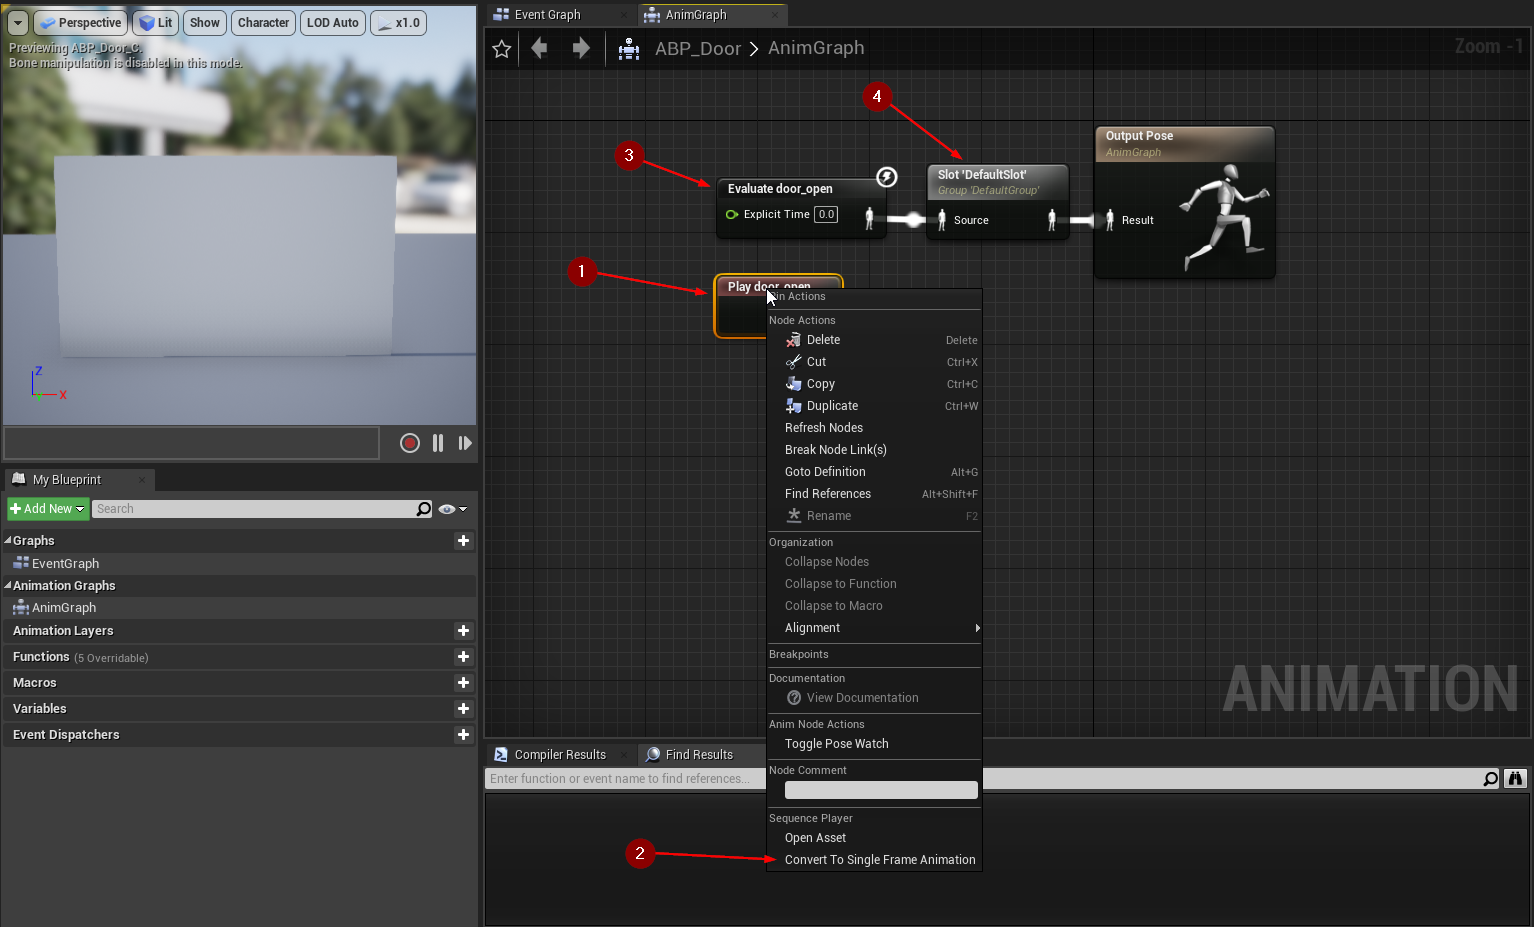 Perspective
Lit
Show
Character
LOD Auto
x1.0
Previewing ABP_Door_C.
Bone manipulation is disabled in this mode.
Z
X
Y
My Blueprint
Add New
Search
Graphs
EventGraph
Animation Graphs
AnimGraph
Animation Layers
Functions (5 Overridable)
Macros
Variables
Event Dispatchers
Event Graph
AnimGraph
ABP_Door > AnimGraph
Zoom -1
4
3
1
2
Evaluate door_open
Explicit Time 0.0
Slot 'DefaultSlot'
Group 'DefaultGroup'
Source
Output Pose
AnimGraph
Result
Play door_open
Pin Actions
Node Actions
Delete Delete
Cut Ctrl+X
Copy Ctrl+C
Duplicate Ctrl+W
Refresh Nodes
Break Node Link(s)
Goto Definition Alt+G
Find References Alt+Shift+F
Rename F2
Organization
Collapse Nodes
Collapse to Function
Collapse to Macro
Alignment
Breakpoints
Documentation
View Documentation
Anim Node Actions
Toggle Pose Watch
Node Comment
Sequence Player
Open Asset
Convert To Single Frame Animation
ANIMATION
Compiler Results
Find Results
Enter function or event name to find references...